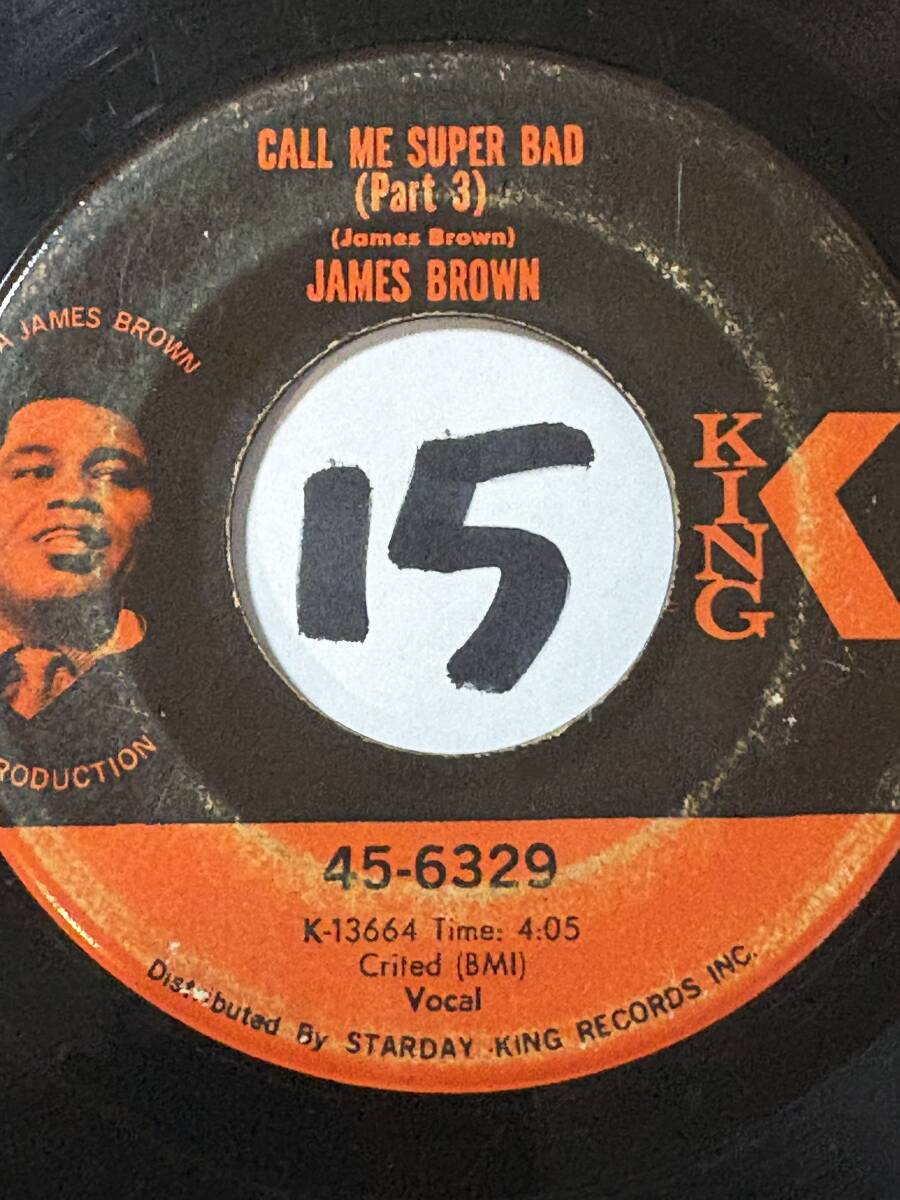 CALL ME SUPER BAD
(Part 3)
(James Brown)
JAMES BROWN
A JAMES BROWN
RODUCTION
15
KING
45-6329
K-13664 Time: 4:05
Crited (BMI)
Vocal
Distributed By STARDAY KING RECORDS INC.